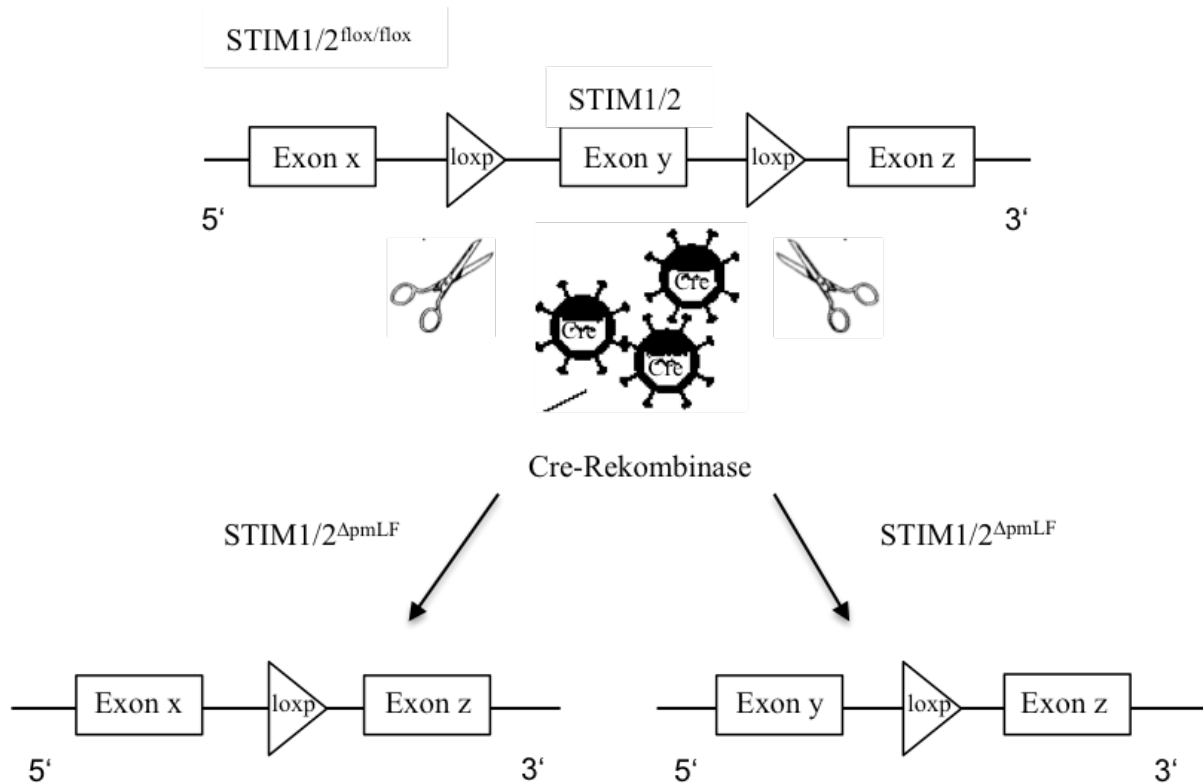 STIM1/2flox/flox
STIM1/2
Exon x
loxp
Exon y
loxp
Exon z
5‘
3‘
Cre
Cre
Cre
Cre-Rekombinase
STIM1/2ΔpmLF
STIM1/2ΔpmLF
Exon x
loxp
Exon z
Exon y
loxp
Exon z
5‘
3‘
5‘
3‘